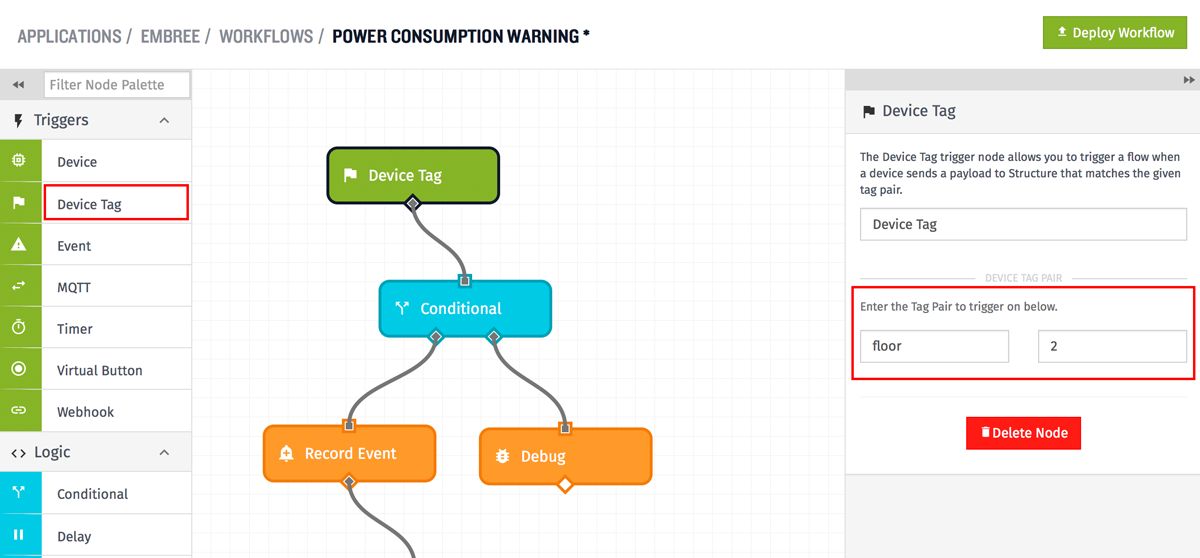 APPLICATIONS / EMBREE / WORKFLOWS / POWER CONSUMPTION WARNING *
Deploy Workflow
Filter Node Palette
Triggers
Device
Device Tag
Event
MQTT
Timer
Virtual Button
Webhook
Logic
Conditional
Delay
Device Tag
Conditional
Record Event
Debug
Device Tag
The Device Tag trigger node allows you to trigger a flow when
a device sends a payload to Structure that matches the given
tag pair.
Device Tag
DEVICE TAG PAIR
Enter the Tag Pair to trigger on below.
floor 2
Delete Node